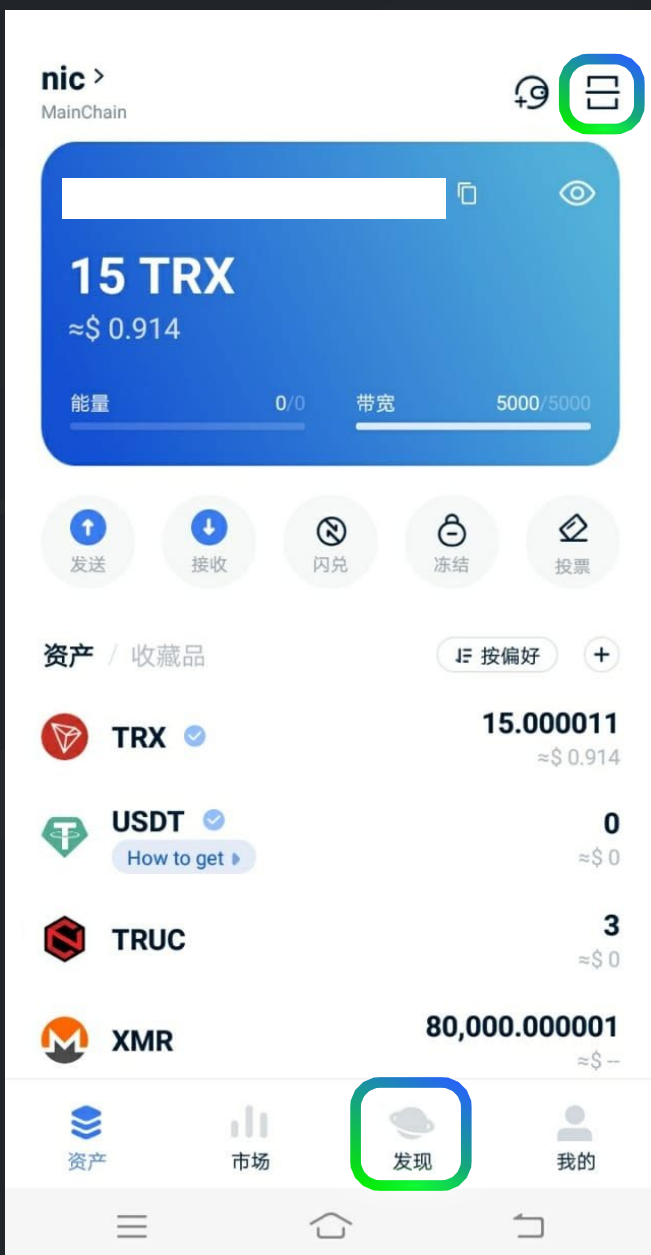 nic >
MainChain
15 TRX
≈$ 0.914
能量 0/0 带宽 5000/5000
发送 接收 闪兑 冻结 投票
资产 / 收藏品 按偏好 +
TRX 15.000011
≈$ 0.914
USDT 0
How to get ≈$ 0
TRUC 3
≈$ 0
XMR 80,000.000001
≈$ --
资产 市场 发现 我的